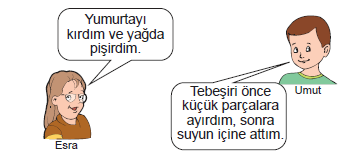 Yumurtayı
kırdım ve yağda
pişirdim.
Esra
Tebeşiri önce
küçük parçalara
ayırdım, sonra
suyun içine attım.
Umut